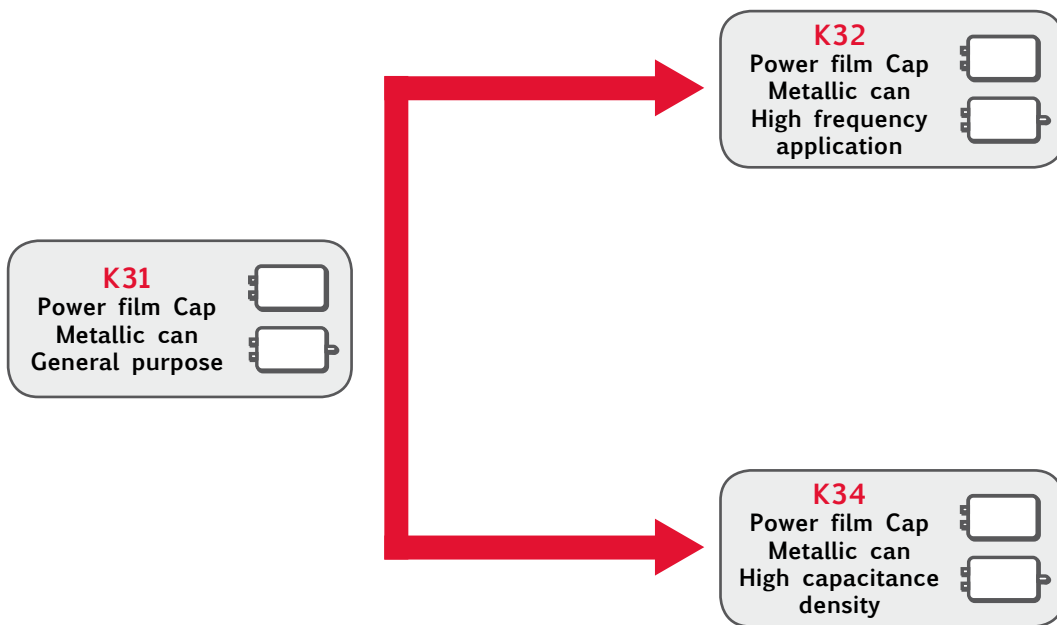 K32
Power film Cap
Metallic can
High frequency
application
K31
Power film Cap
Metallic can
General purpose
K34
Power film Cap
Metallic can
High capacitance
density